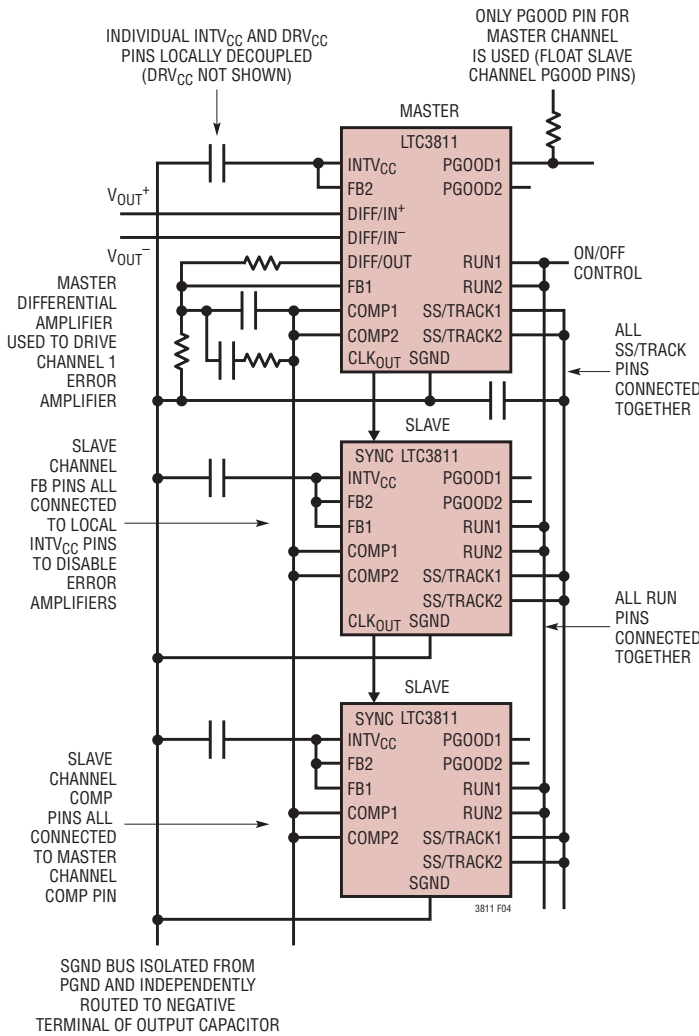 INDIVIDUAL INTVCC AND DRVCC
PINS LOCALLY DECOUPLED
(DRVCC NOT SHOWN)
ONLY PGOOD PIN FOR
MASTER CHANNEL
IS USED (FLOAT SLAVE
CHANNEL PGOOD PINS)
MASTER
LTC3811
INTVCC PGOOD1
FB2 PGOOD2
VOUT+
DIFF/IN+
DIFF/IN−
VOUT−
DIFF/OUT RUN1
ON/OFF
CONTROL
FB1 RUN2
COMP1 SS/TRACK1
COMP2 SS/TRACK2
CLKOUT SGND
MASTER
DIFFERENTIAL
AMPLIFIER
USED TO DRIVE
CHANNEL 1
ERROR
AMPLIFIER
ALL
SS/TRACK
PINS
CONNECTED
TOGETHER
SLAVE
SYNC LTC3811
INTVCC PGOOD1
FB2 PGOOD2
FB1 RUN1
COMP1 RUN2
COMP2 SS/TRACK1
SS/TRACK2
CLKOUT SGND
SLAVE
CHANNEL
FB PINS ALL
CONNECTED
TO LOCAL
INTVCC PINS
TO DISABLE
ERROR
AMPLIFIERS
ALL RUN
PINS
CONNECTED
TOGETHER
SLAVE
SYNC LTC3811
INTVCC PGOOD1
FB2 PGOOD2
FB1 RUN1
COMP1 RUN2
COMP2 SS/TRACK1
SS/TRACK2
SGND
SLAVE
CHANNEL
COMP
PINS ALL
CONNECTED
TO MASTER
CHANNEL
COMP PIN
3811 F04
SGND BUS ISOLATED FROM
PGND AND INDEPENDENTLY
ROUTED TO NEGATIVE
TERMINAL OF OUTPUT CAPACITOR